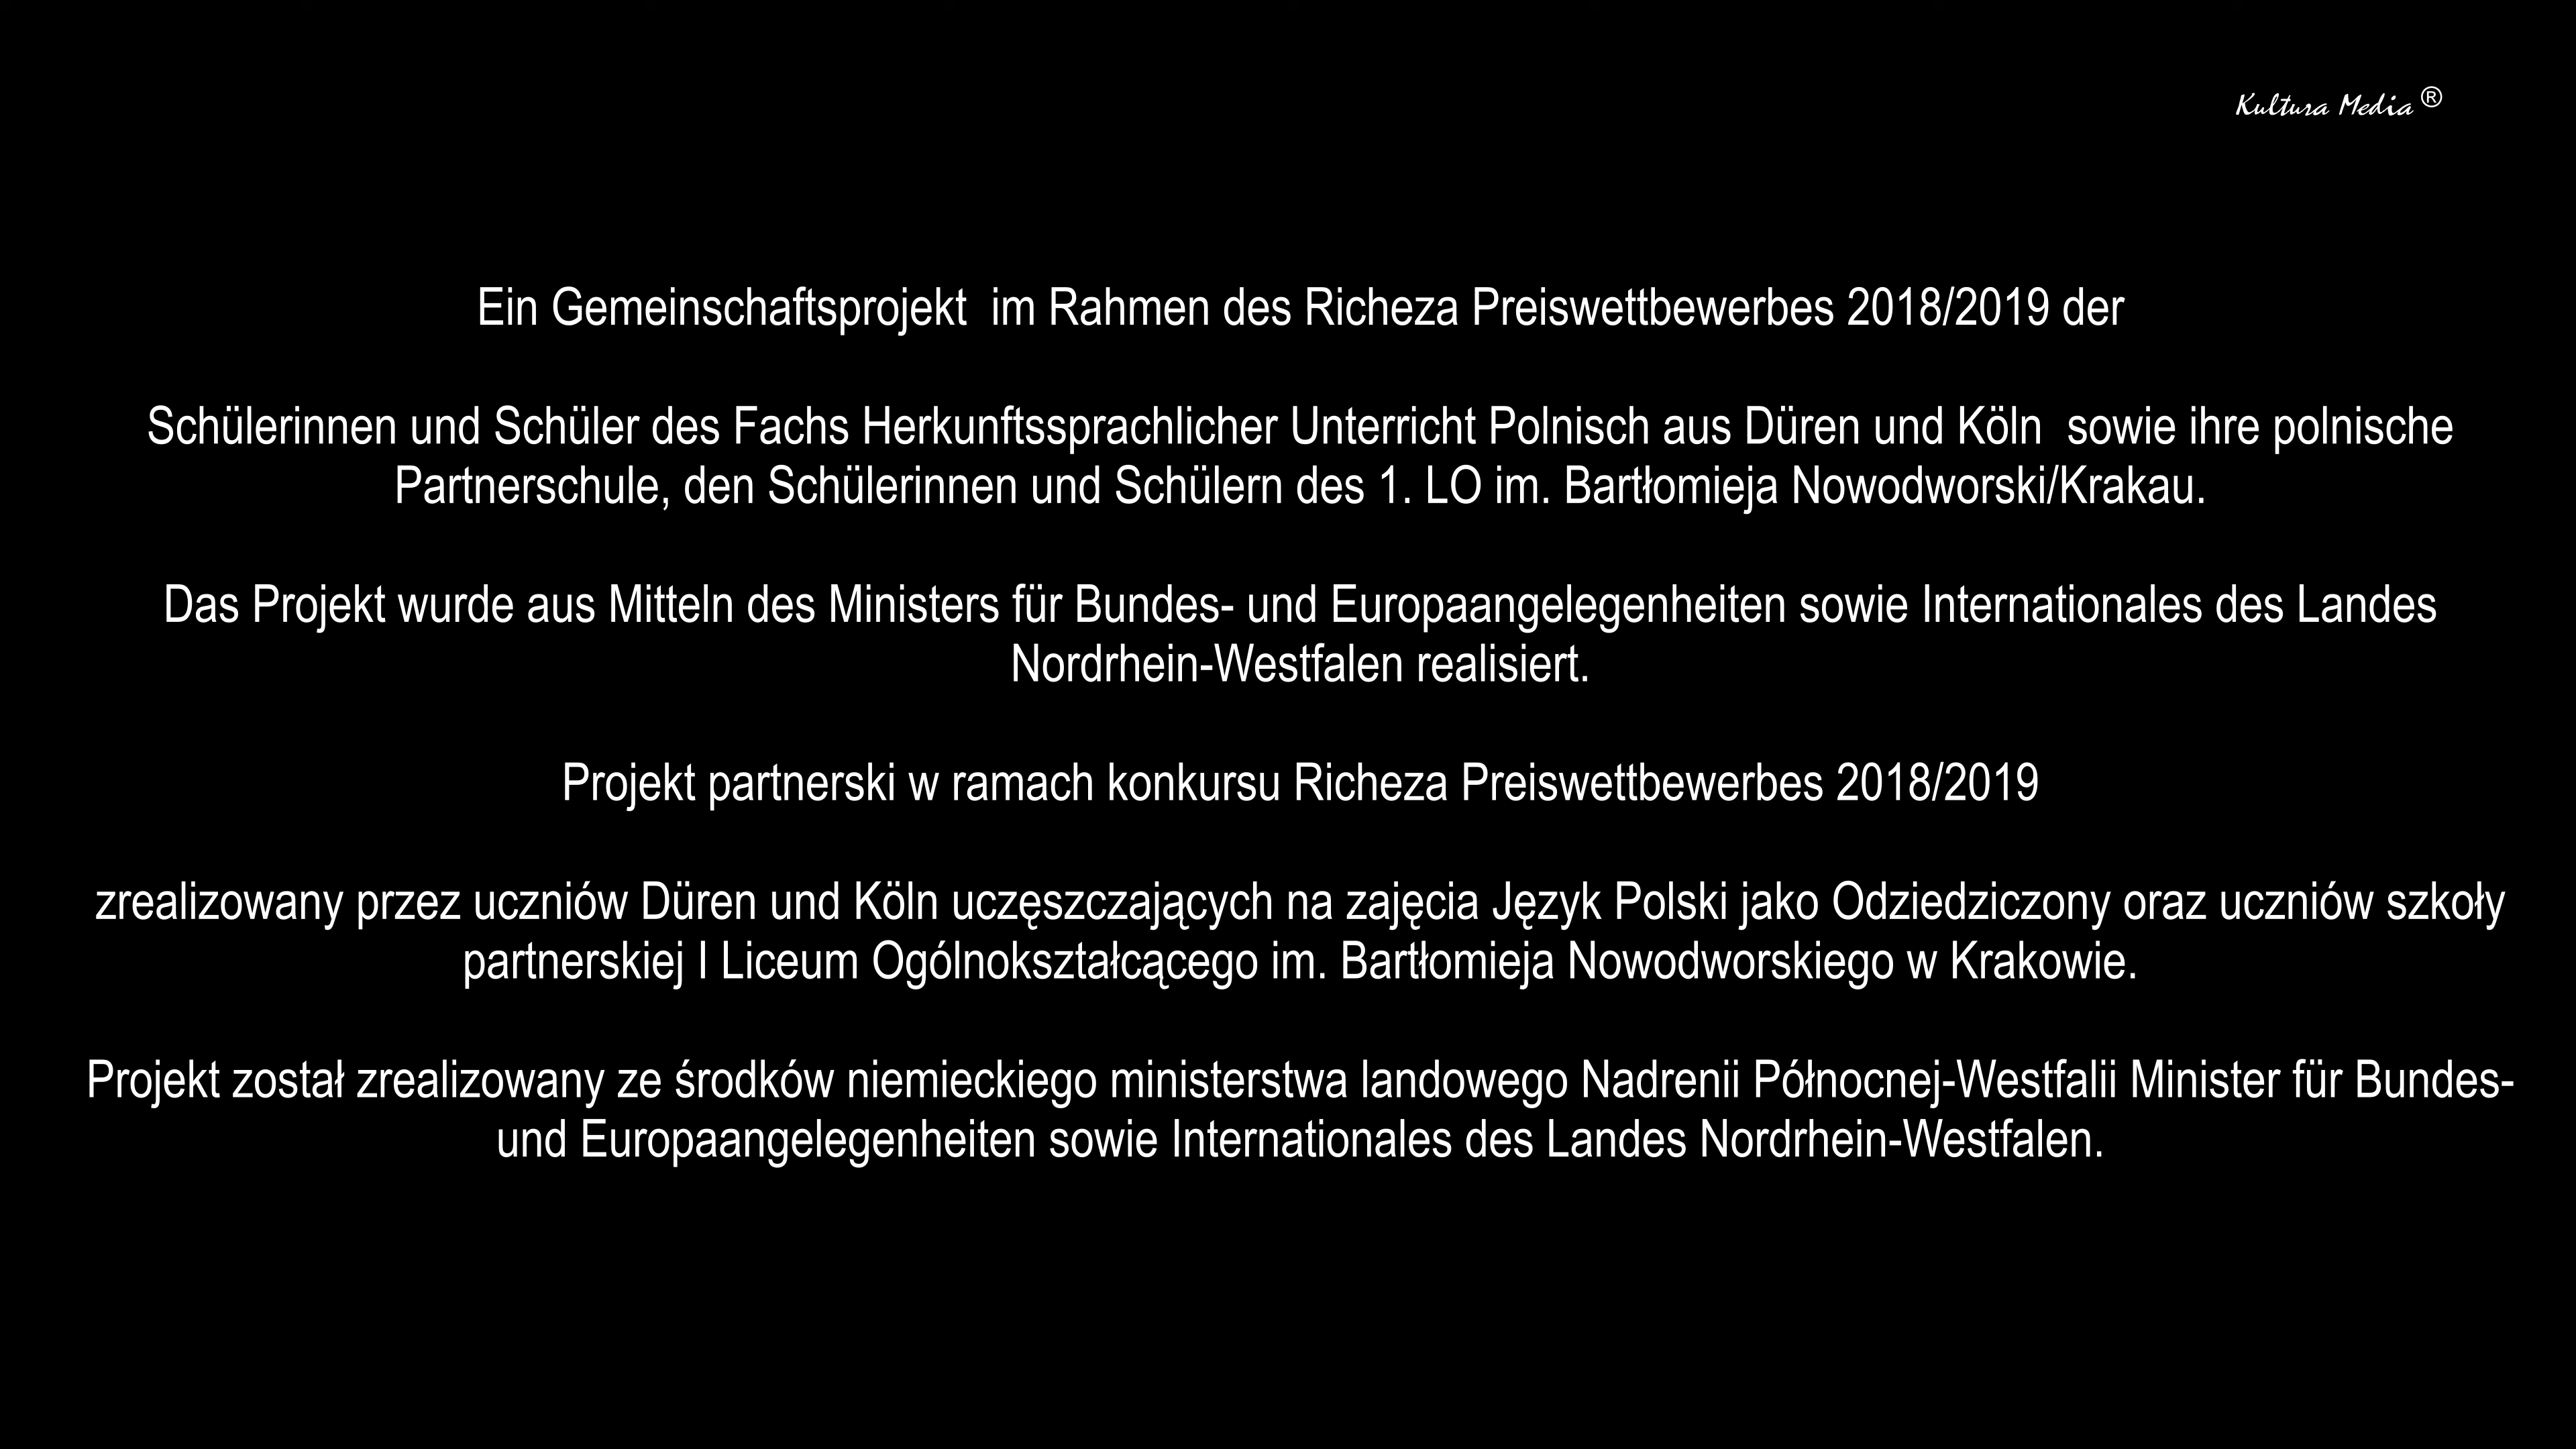 Kultura Media ®
Ein Gemeinschaftsprojekt im Rahmen des Richeza Preiswettbewerbes 2018/2019 der
Schülerinnen und Schüler des Fachs Herkunftssprachlicher Unterricht Polnisch aus Düren und Köln sowie ihre polnische
Partnerschule, den Schülerinnen und Schülern des 1. LO im. Bartłomieja Nowodworski/Krakau.
Das Projekt wurde aus Mitteln des Ministers für Bundes- und Europaangelegenheiten sowie Internationales des Landes
Nordrhein-Westfalen realisiert.
Projekt partnerski w ramach konkursu Richeza Preiswettbewerbes 2018/2019
zrealizowany przez uczniów Düren und Köln uczęszczających na zajęcia Język Polski jako Odziedziczony oraz uczniów szkoły
partnerskiej I Liceum Ogólnokształcącego im. Bartłomieja Nowodworskiego w Krakowie.
Projekt został zrealizowany ze środków niemieckiego ministerstwa landowego Nadrenii Północnej-Westfalii Minister für Bundes-
und Europaangelegenheiten sowie Internationales des Landes Nordrhein-Westfalen.